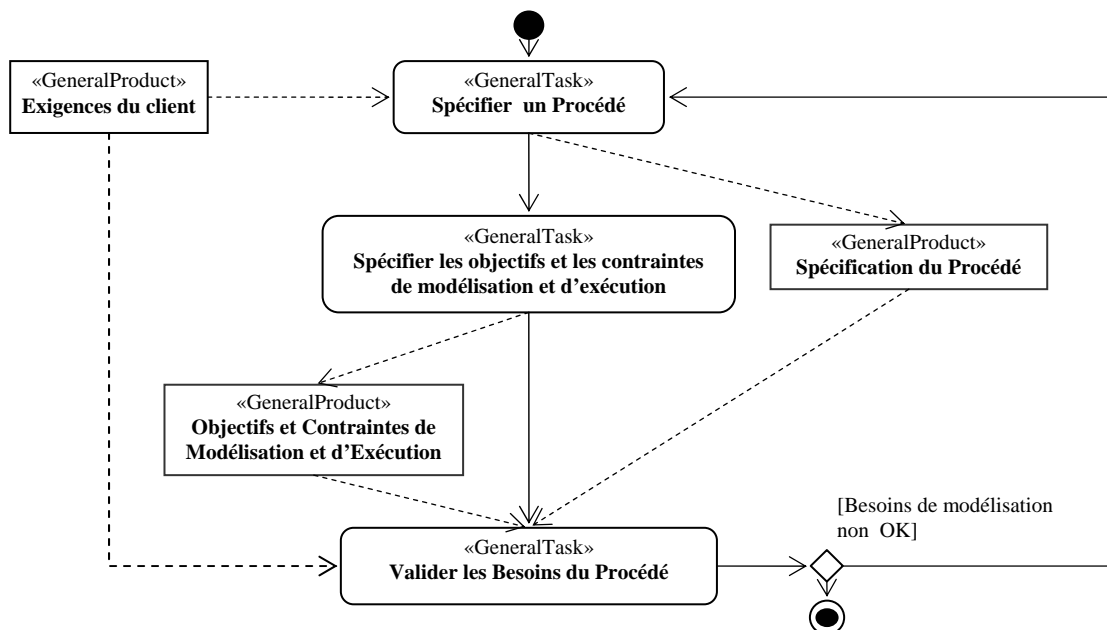 «GeneralProduct»
Exigences du client
«GeneralTask»
Spécifier un Procédé
«GeneralTask»
Spécifier les objectifs et les contraintes
de modélisation et d’exécution
«GeneralProduct»
Spécification du Procédé
«GeneralProduct»
Objectifs et Contraintes de
Modélisation et d’Exécution
[Besoins de modélisation
non OK]
«GeneralTask»
Valider les Besoins du Procédé